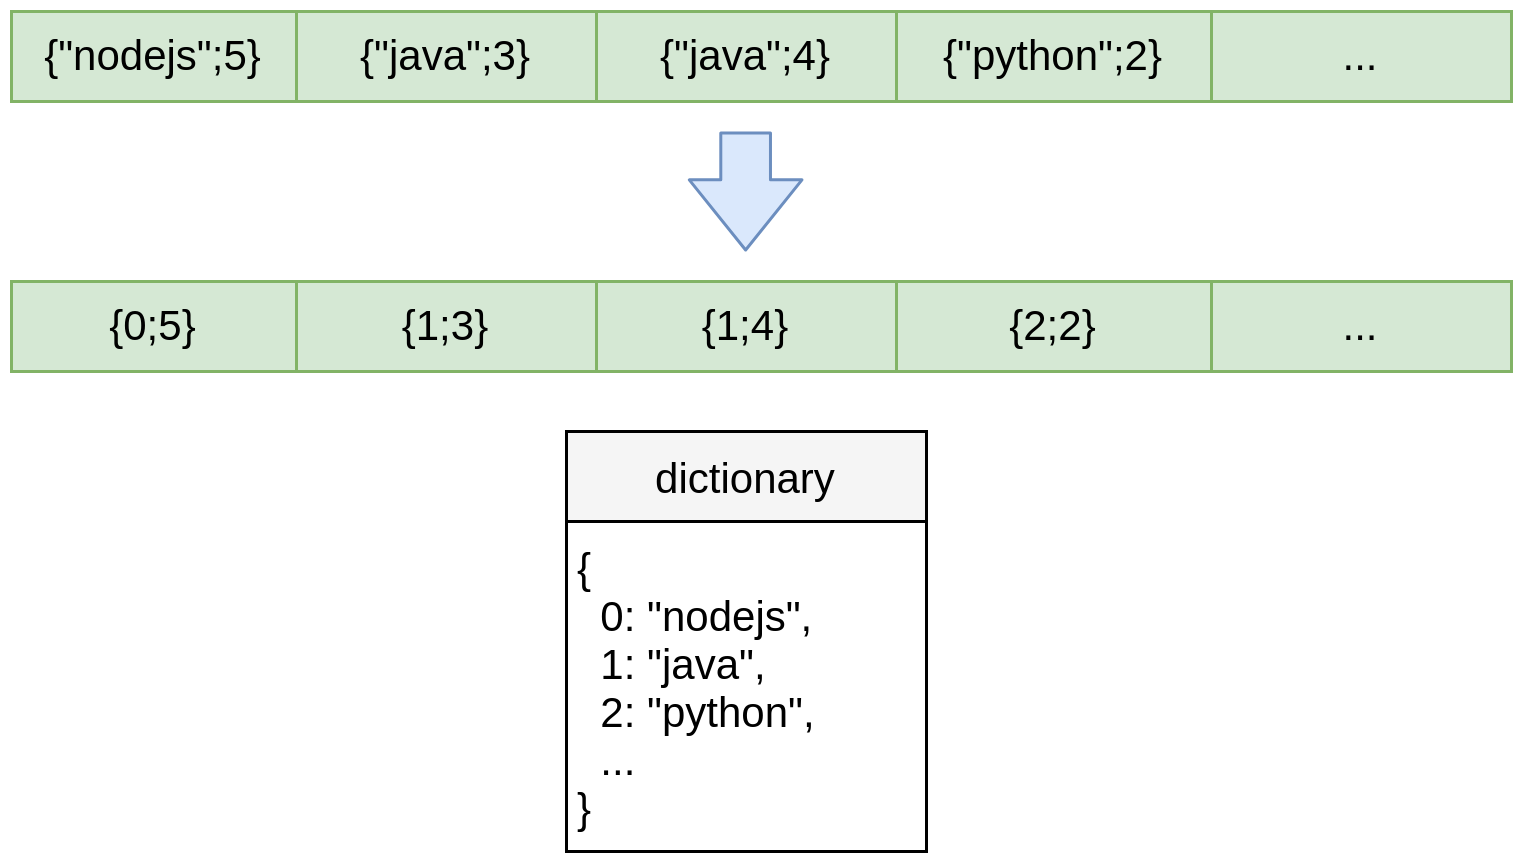 {"nodejs";5} {"java";3} {"java";4} {"python";2} ...
{0;5} {1;3} {1;4} {2;2} ...
dictionary
{
0: "nodejs",
1: "java",
2: "python",
...
}